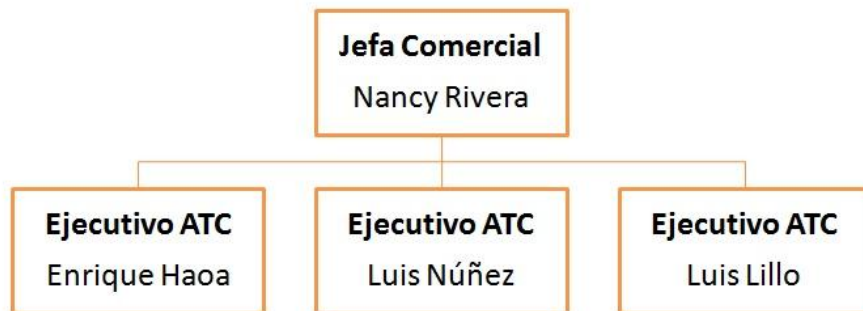 Jefa Comercial
Nancy Rivera
Ejecutivo ATC
Enrique Haoa
Ejecutivo ATC
Luis Núñez
Ejecutivo ATC
Luis Lillo